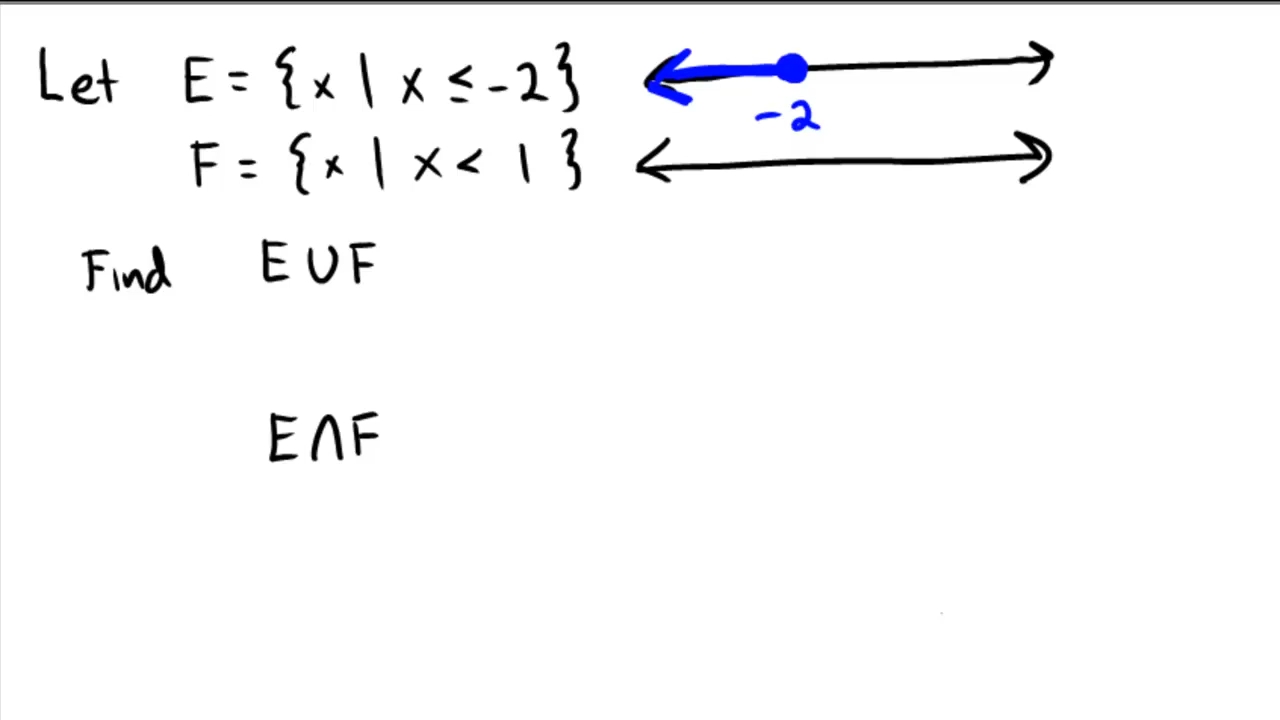 Let E = {x | x ≤ -2}
-2
F = {x | x < 1}
Find E∪F
E∩F